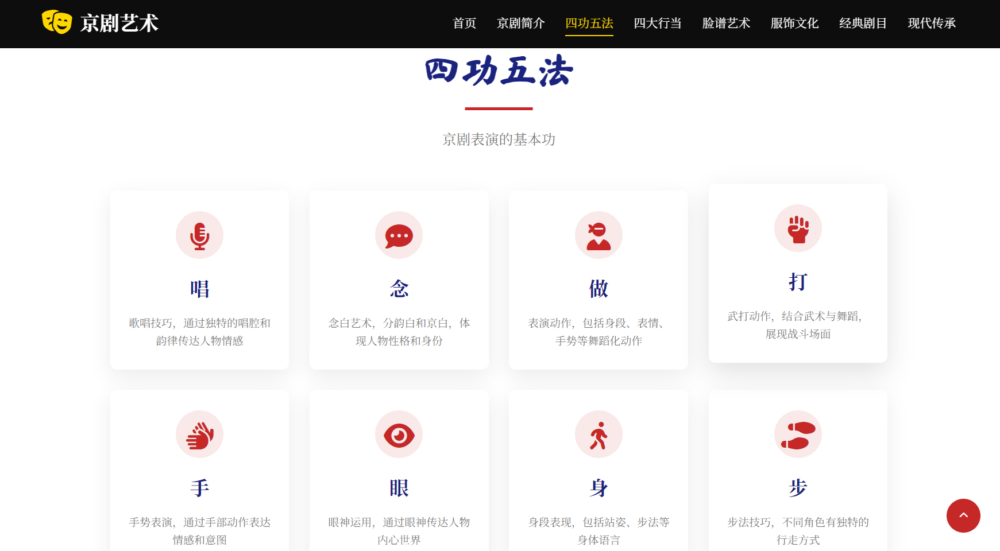 京剧艺术
首页 京剧简介 四功五法 四大行当 脸谱艺术 服饰文化 经典剧目 现代传承
四功五法
京剧表演的基本功
唱
歌唱技巧，通过独特的唱腔和
韵律传达人物情感
念
念白艺术，分韵白和京白，体
现人物性格和身份
做
表演动作，包括身段、表情、
手势等舞蹈化动作
打
武打动作，结合武术与舞蹈，
展现战斗场面
手
手势表演，通过手部动作表达
情感和意图
眼
眼神运用，通过眼神传达人物
内心世界
身
身段表现，包括站姿、步法等
身体语言
步
步法技巧，不同角色有独特的
行走方式